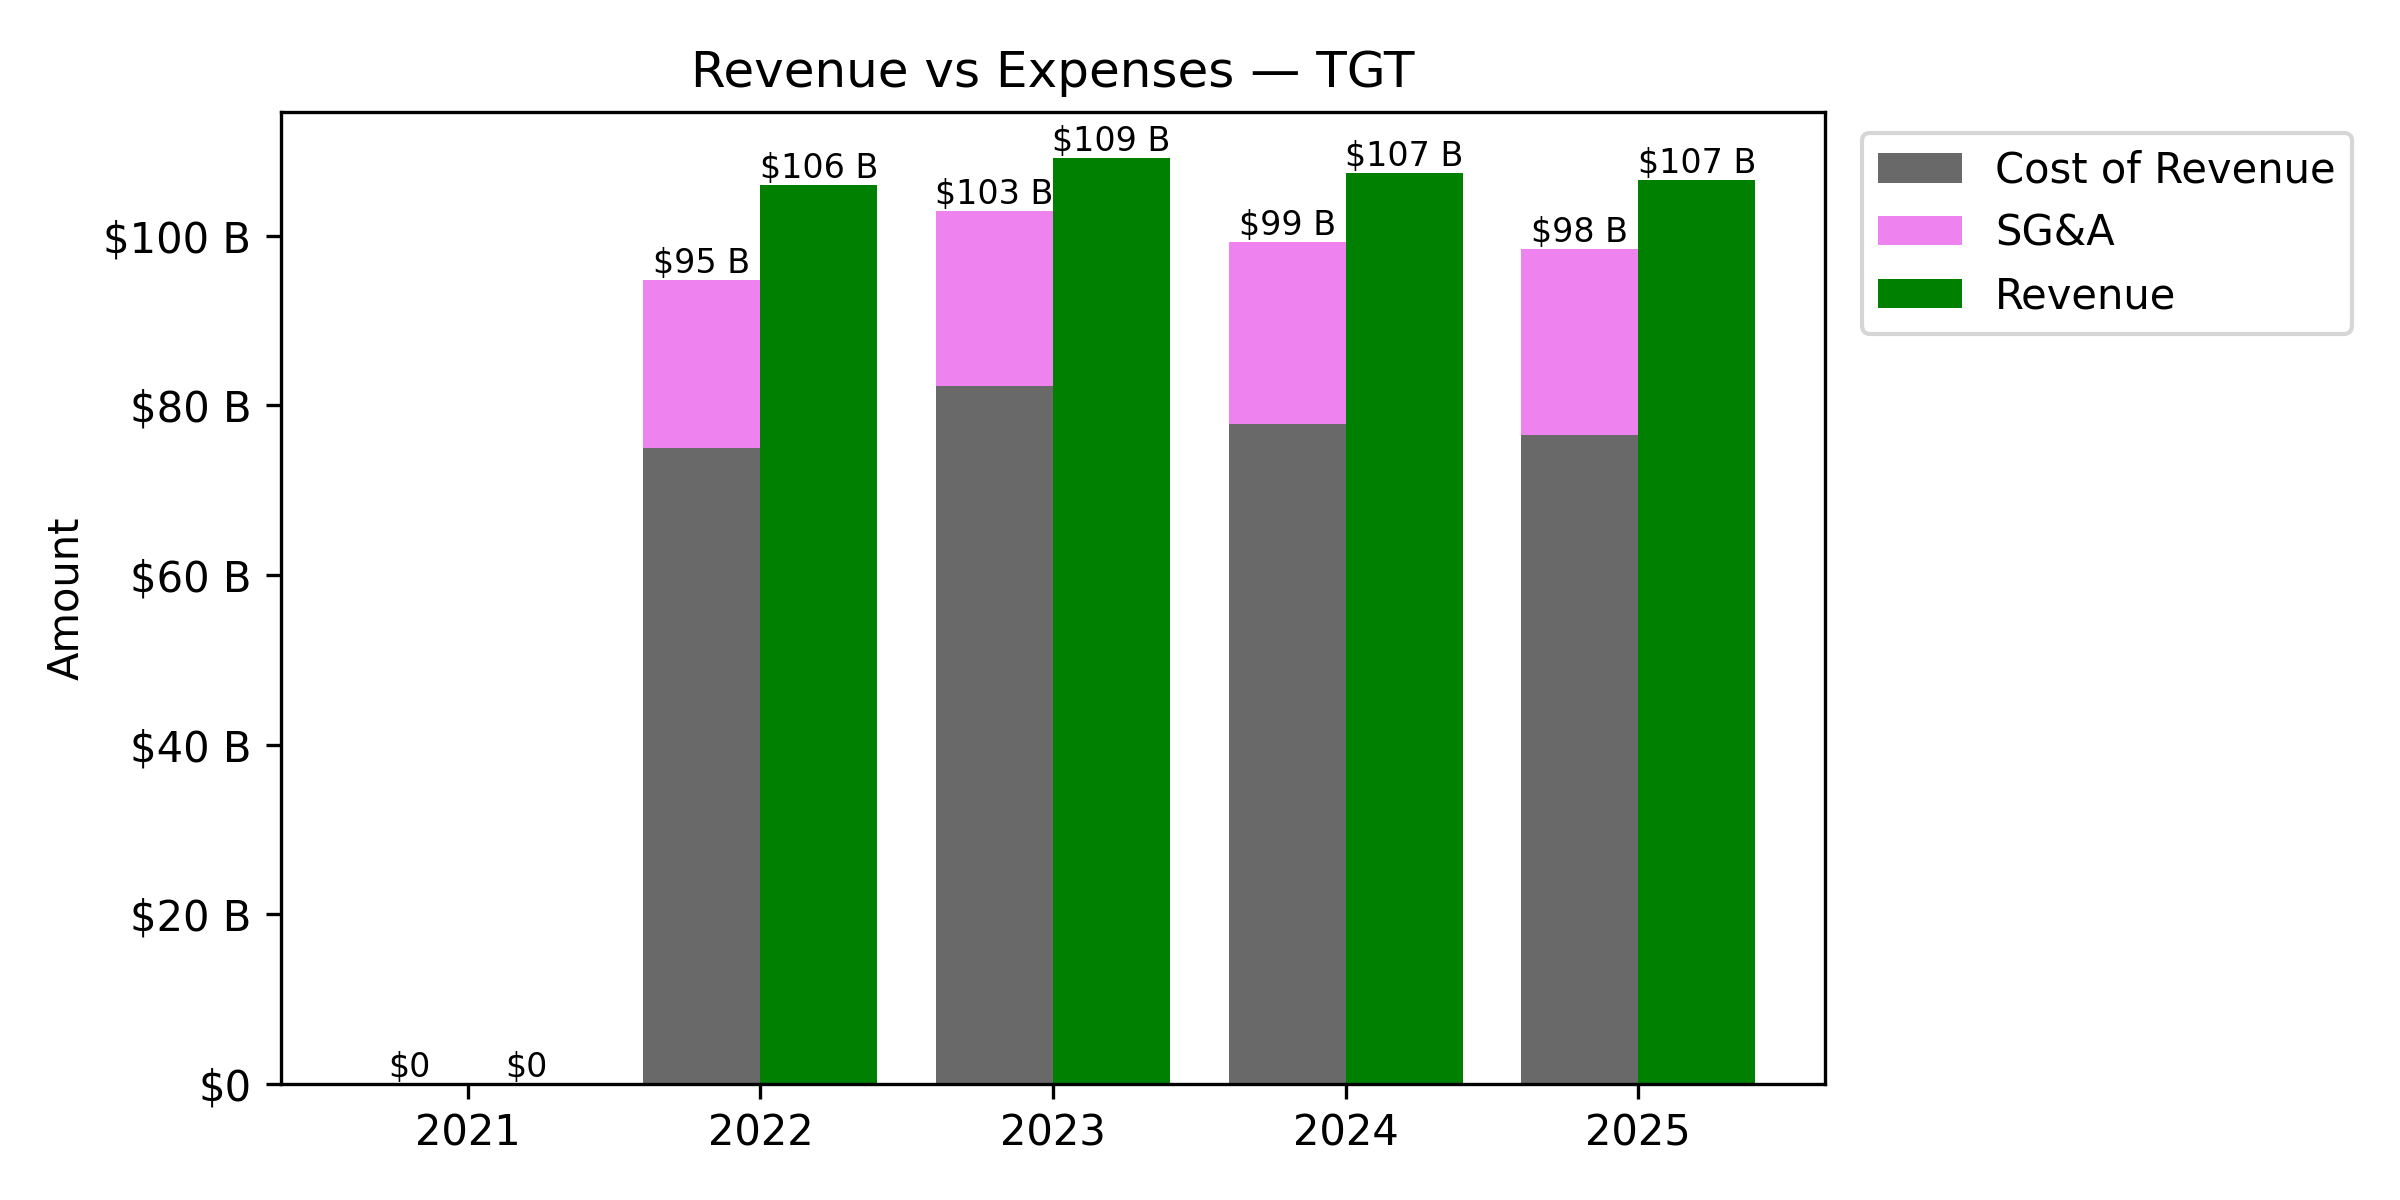 Revenue vs Expenses — TGT
Amount
$100 B
$80 B
$60 B
$40 B
$20 B
$0
$0
$0
$95 B
$106 B
$103 B
$109 B
$99 B
$107 B
$98 B
$107 B
2021
2022
2023
2024
2025
Cost of Revenue
SG&A
Revenue